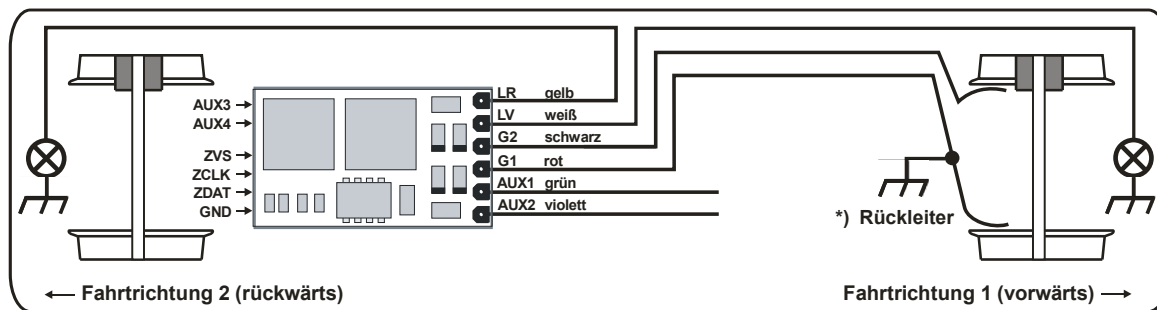 LR gelb
LV weiß
G2 schwarz
G1 rot
AUX1 grün
AUX2 violett
AUX3
AUX4
ZVS
ZCLK
ZDAT
GND
*) Rückleiter
← Fahrtrichtung 2 (rückwärts)
Fahrtrichtung 1 (vorwärts) →